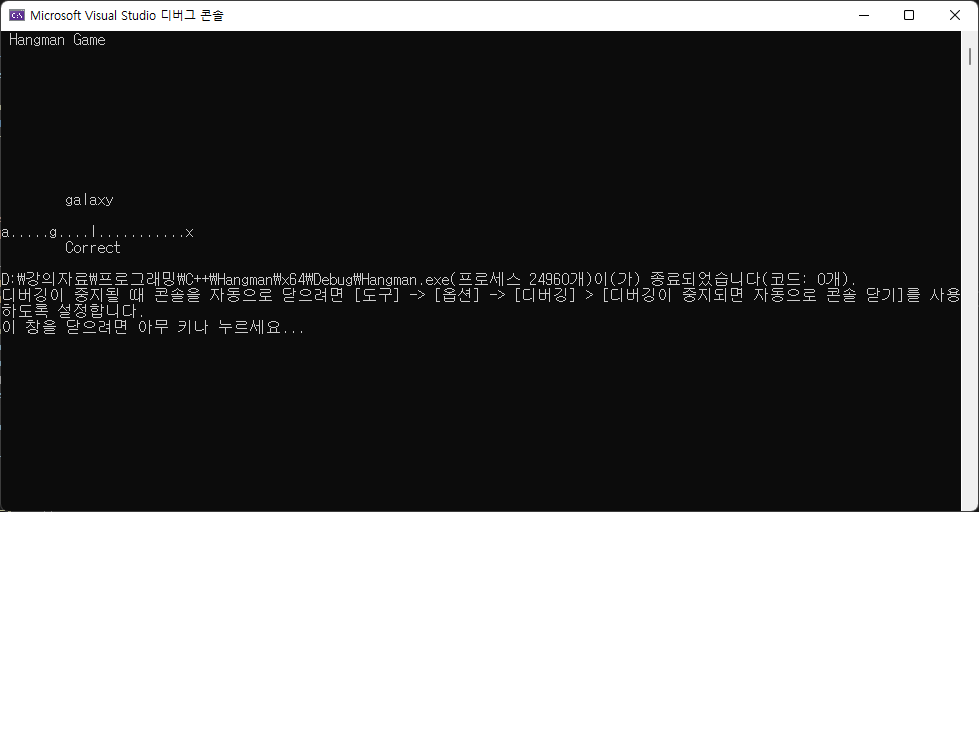 Microsoft Visual Studio 디버그 콘솔
Hangman Game
galaxy
a.....g....l...........x
Correct
D:₩강의자료₩프로그래밍₩C++₩Hangman₩x64₩Debug₩Hangman.exe(프로세스 24960개)이(가) 종료되었습니다(코드: 0개).
디버깅이 중지될 때 콘솔을 자동으로 닫으려면 [도구] -> [옵션] -> [디버깅] > [디버깅이 중지되면 자동으로 콘솔 닫기]를 사용
하도록 설정합니다.
이 창을 닫으려면 아무 키나 누르세요...